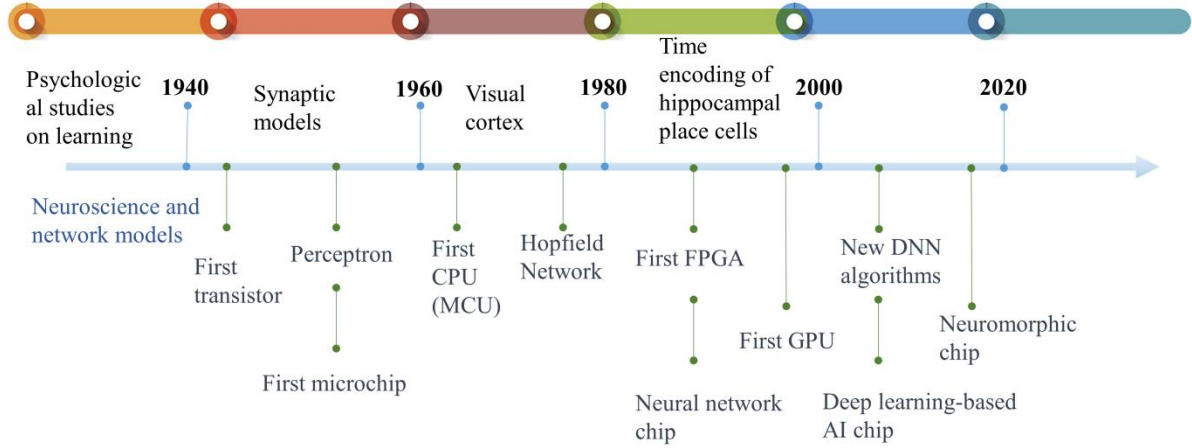 Psychologic
al studies
on learning
1940
Synaptic
models
1960
Visual
cortex
1980
Time
encoding of
hippocampal
place cells
2000
2020
Neuroscience and
network models
First
transistor
Perceptron
First microchip
First
CPU
(MCU)
Hopfield
Network
First FPGA
Neural network
chip
First GPU
New DNN
algorithms
Deep learning-based
AI chip
Neuromorphic
chip